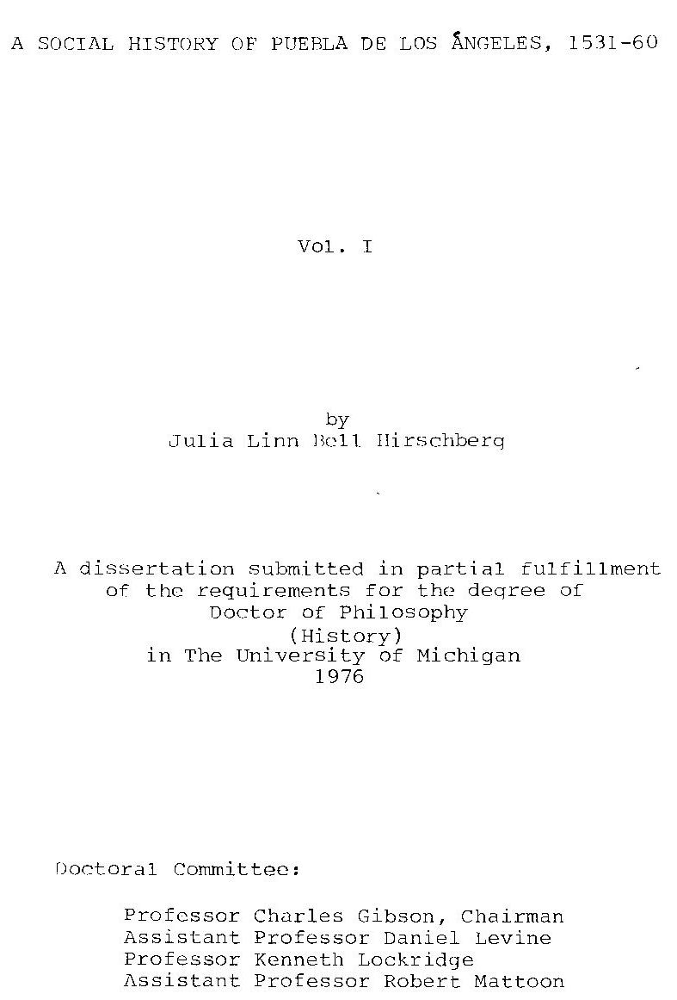 A SOCIAL HISTORY OF PUEBLA DE LOS ÁNGELES, 1531-60
Vol. I
by
Julia Linn Bell Hirschberg
A dissertation submitted in partial fulfillment
of the requirements for the degree of
Doctor of Philosophy
(History)
in The University of Michigan
1976
Doctoral Committee:
Professor Charles Gibson, Chairman
Assistant Professor Daniel Levine
Professor Kenneth Lockridge
Assistant Professor Robert Mattoon